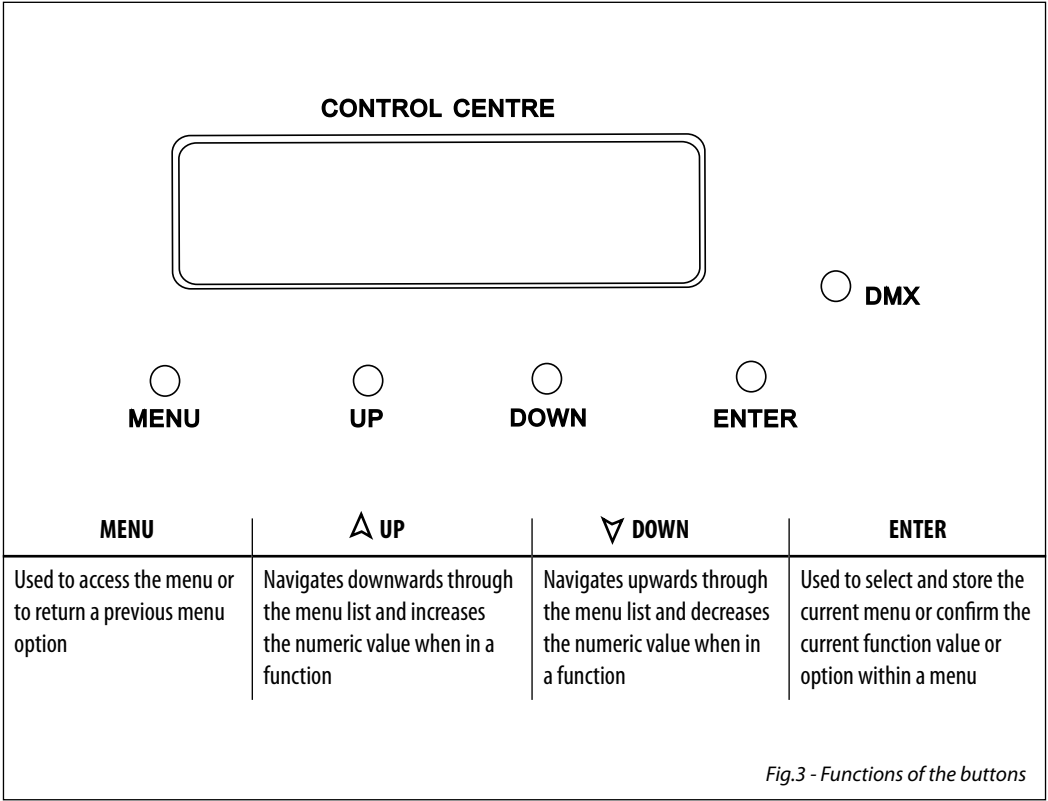 CONTROL CENTRE
DMX
MENU
UP
DOWN
ENTER
MENU
UP
DOWN
ENTER
Used to access the menu or
to return a previous menu
option
Navigates downwards through
the menu list and increases
the numeric value when in a
function
Navigates upwards through
the menu list and decreases
the numeric value when in
a function
Used to select and store the
current menu or confirm the
current function value or
option within a menu
Fig.3 - Functions of the buttons